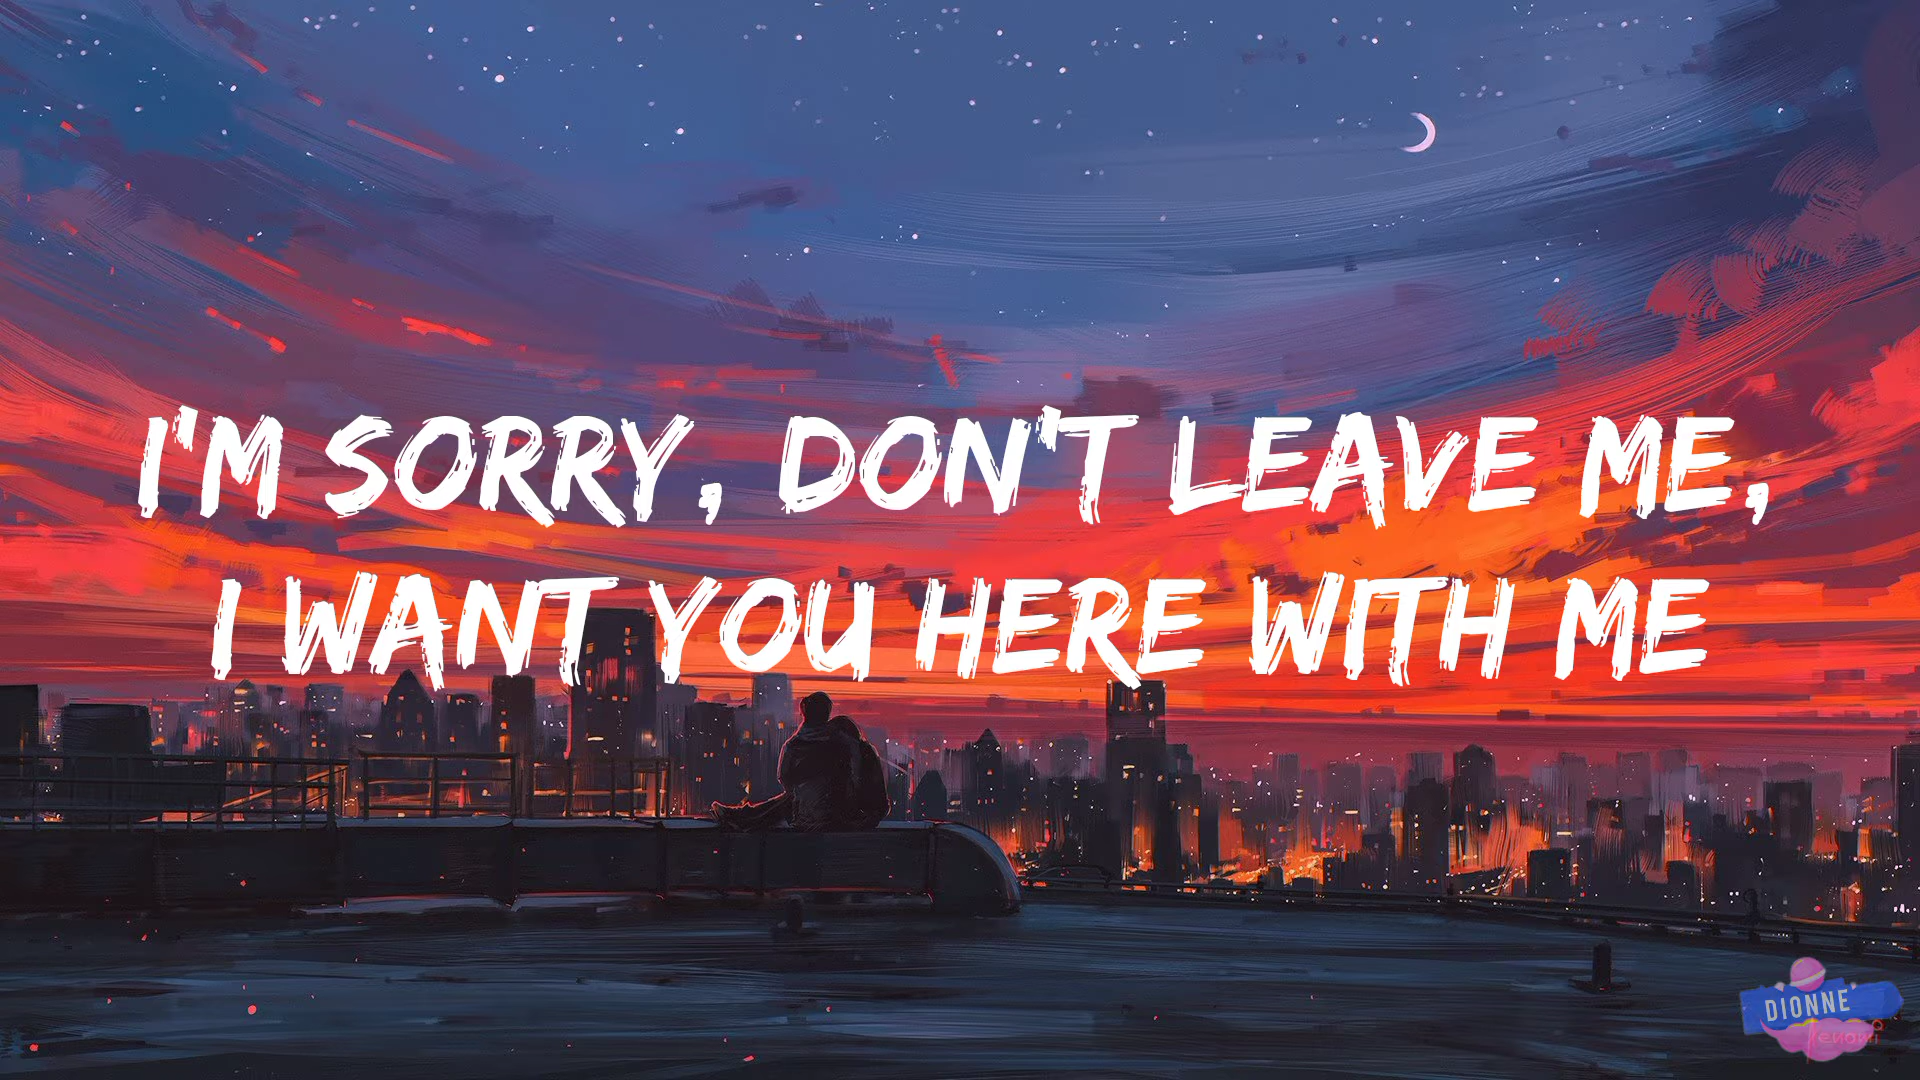 I'M SORRY, DON'T LEAVE ME,
I WANT YOU HERE WITH ME
DIONNE